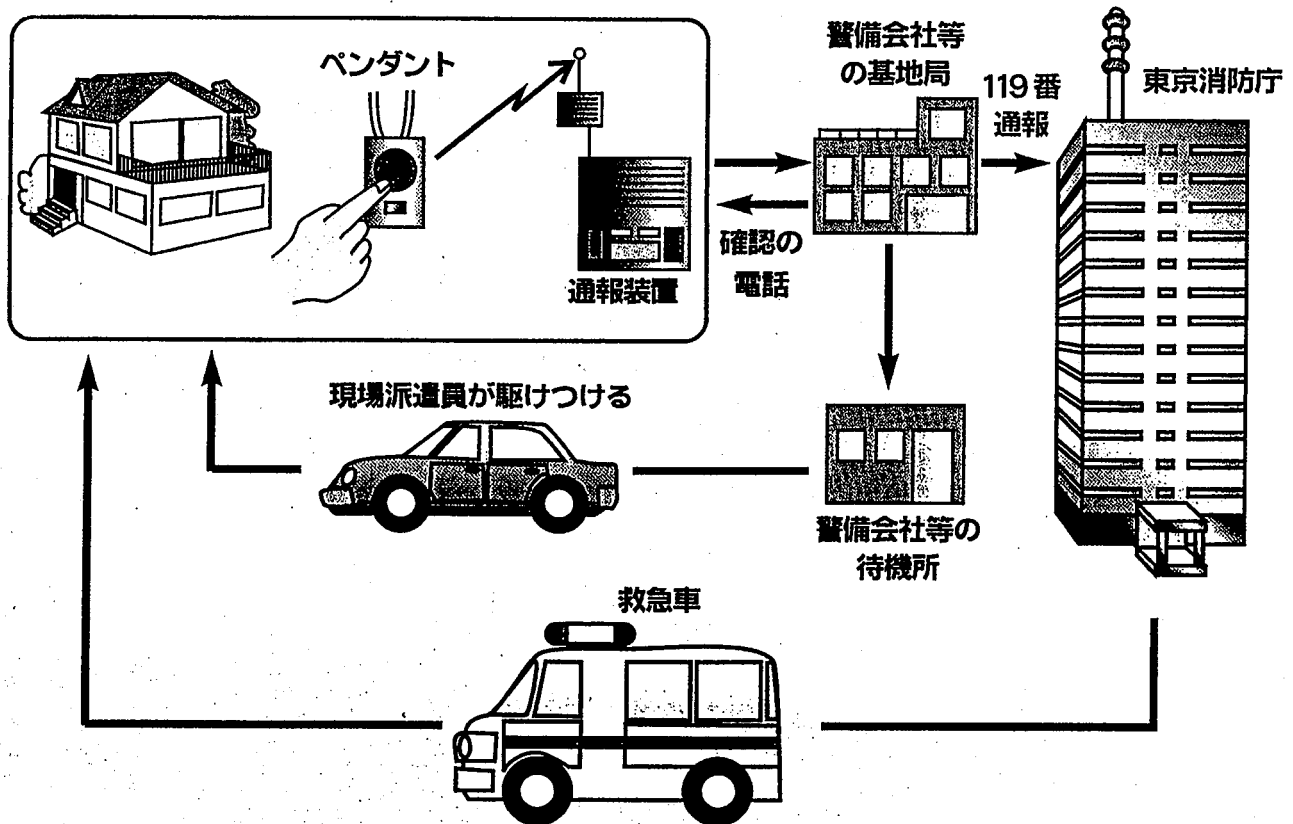 ペンダント
通報装置
警備会社等
の基地局
確認の
電話
119番
通報
東京消防庁
現場派遣員が駆けつける
警備会社等の
待機所
救急車